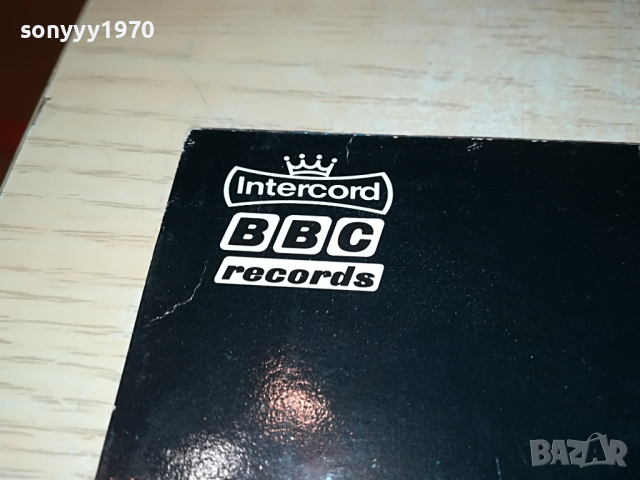 sonyyy1970
Intercord
BBC
records
BAZAR